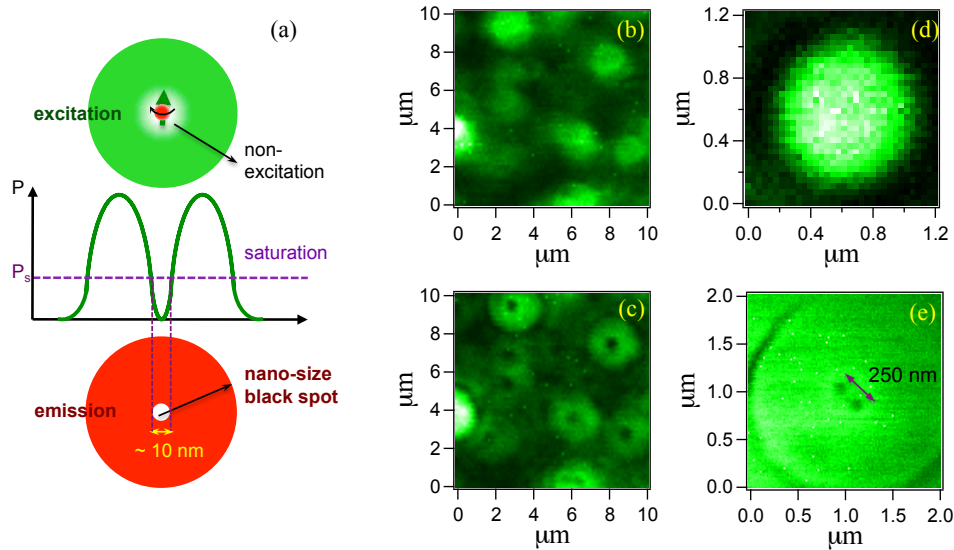 (a)
excitation
non-
excitation
P
saturation
Ps
emission
nano-size
black spot
~ 10 nm
(b)
10
8
6
4
2
0
μm
0 2 4 6 8 10
μm
(c)
10
8
6
4
2
0
μm
0 2 4 6 8 10
μm
(d)
1.2
0.8
0.4
0.0
μm
0.0 0.4 0.8 1.2
μm
(e)
2.0
1.5
1.0
0.5
0.0
μm
250 nm
0.0 0.5 1.0 1.5 2.0
μm